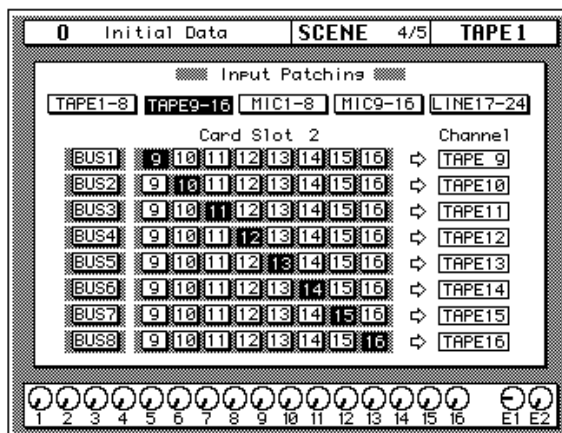 0 Initial Data SCENE 4/5 TAPE1
Input Patching
TAPE1-8 TAPE9-16 MIC1-8 MIC9-16 LINE17-24
Card Slot 2 Channel
BUS1 9 10 11 12 13 14 15 16 ⇨ TAPE 9
BUS2 9 10 11 12 13 14 15 16 ⇨ TAPE10
BUS3 9 10 11 12 13 14 15 16 ⇨ TAPE11
BUS4 9 10 11 12 13 14 15 16 ⇨ TAPE12
BUS5 9 10 11 12 13 14 15 16 ⇨ TAPE13
BUS6 9 10 11 12 13 14 15 16 ⇨ TAPE14
BUS7 9 10 11 12 13 14 15 16 ⇨ TAPE15
BUS8 9 10 11 12 13 14 15 16 ⇨ TAPE16
1 2 3 4 5 6 7 8 9 10 11 12 13 14 15 16 E1 E2